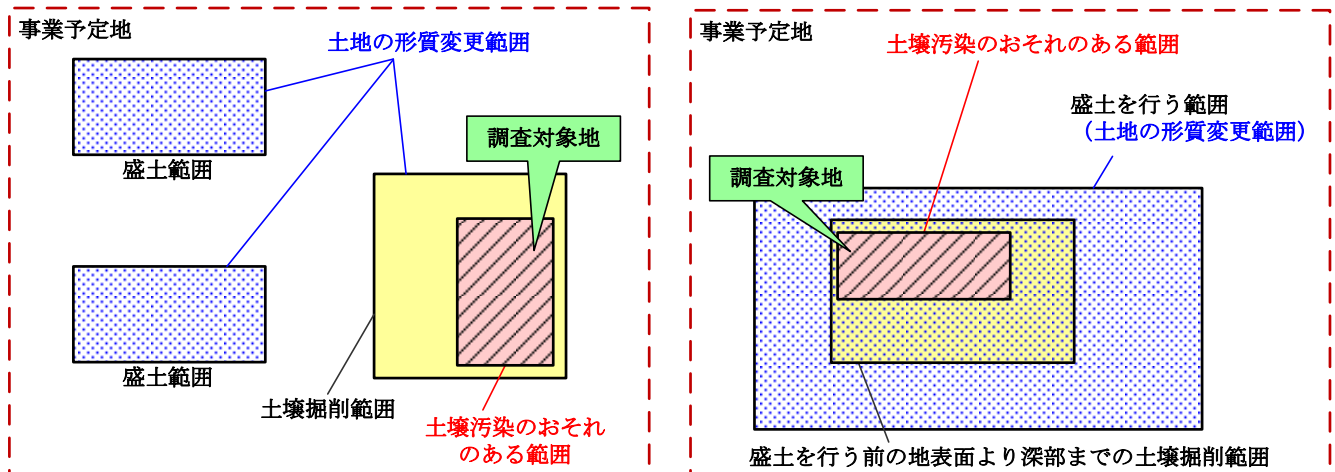 事業予定地
土地の形質変更範囲
調査対象地
盛土範囲
盛土範囲
土壌掘削範囲
土壌汚染のおそれ
のある範囲
事業予定地
土壌汚染のおそれのある範囲
盛土を行う範囲
（土地の形質変更範囲）
調査対象地
盛土を行う前の地表面より深部までの土壌掘削範囲